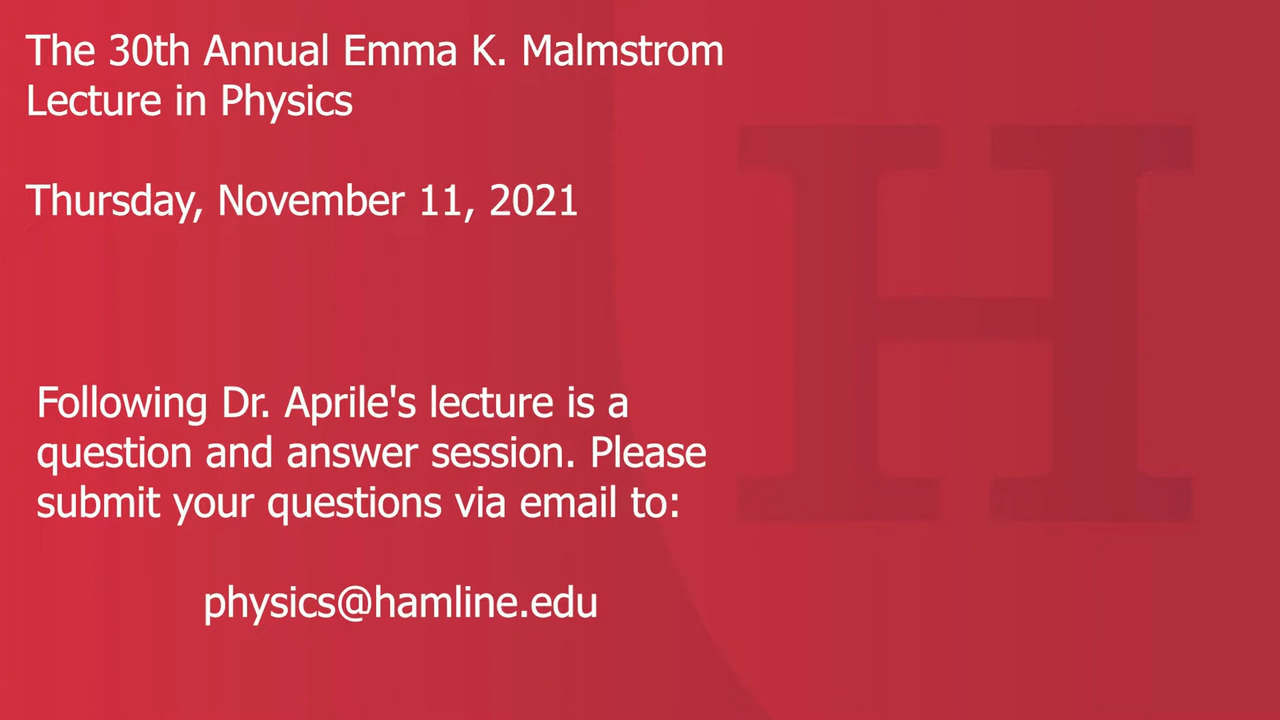 The 30th Annual Emma K. Malmstrom
Lecture in Physics
Thursday, November 11, 2021
Following Dr. Aprile's lecture is a
question and answer session. Please
submit your questions via email to:
physics@hamline.edu
H